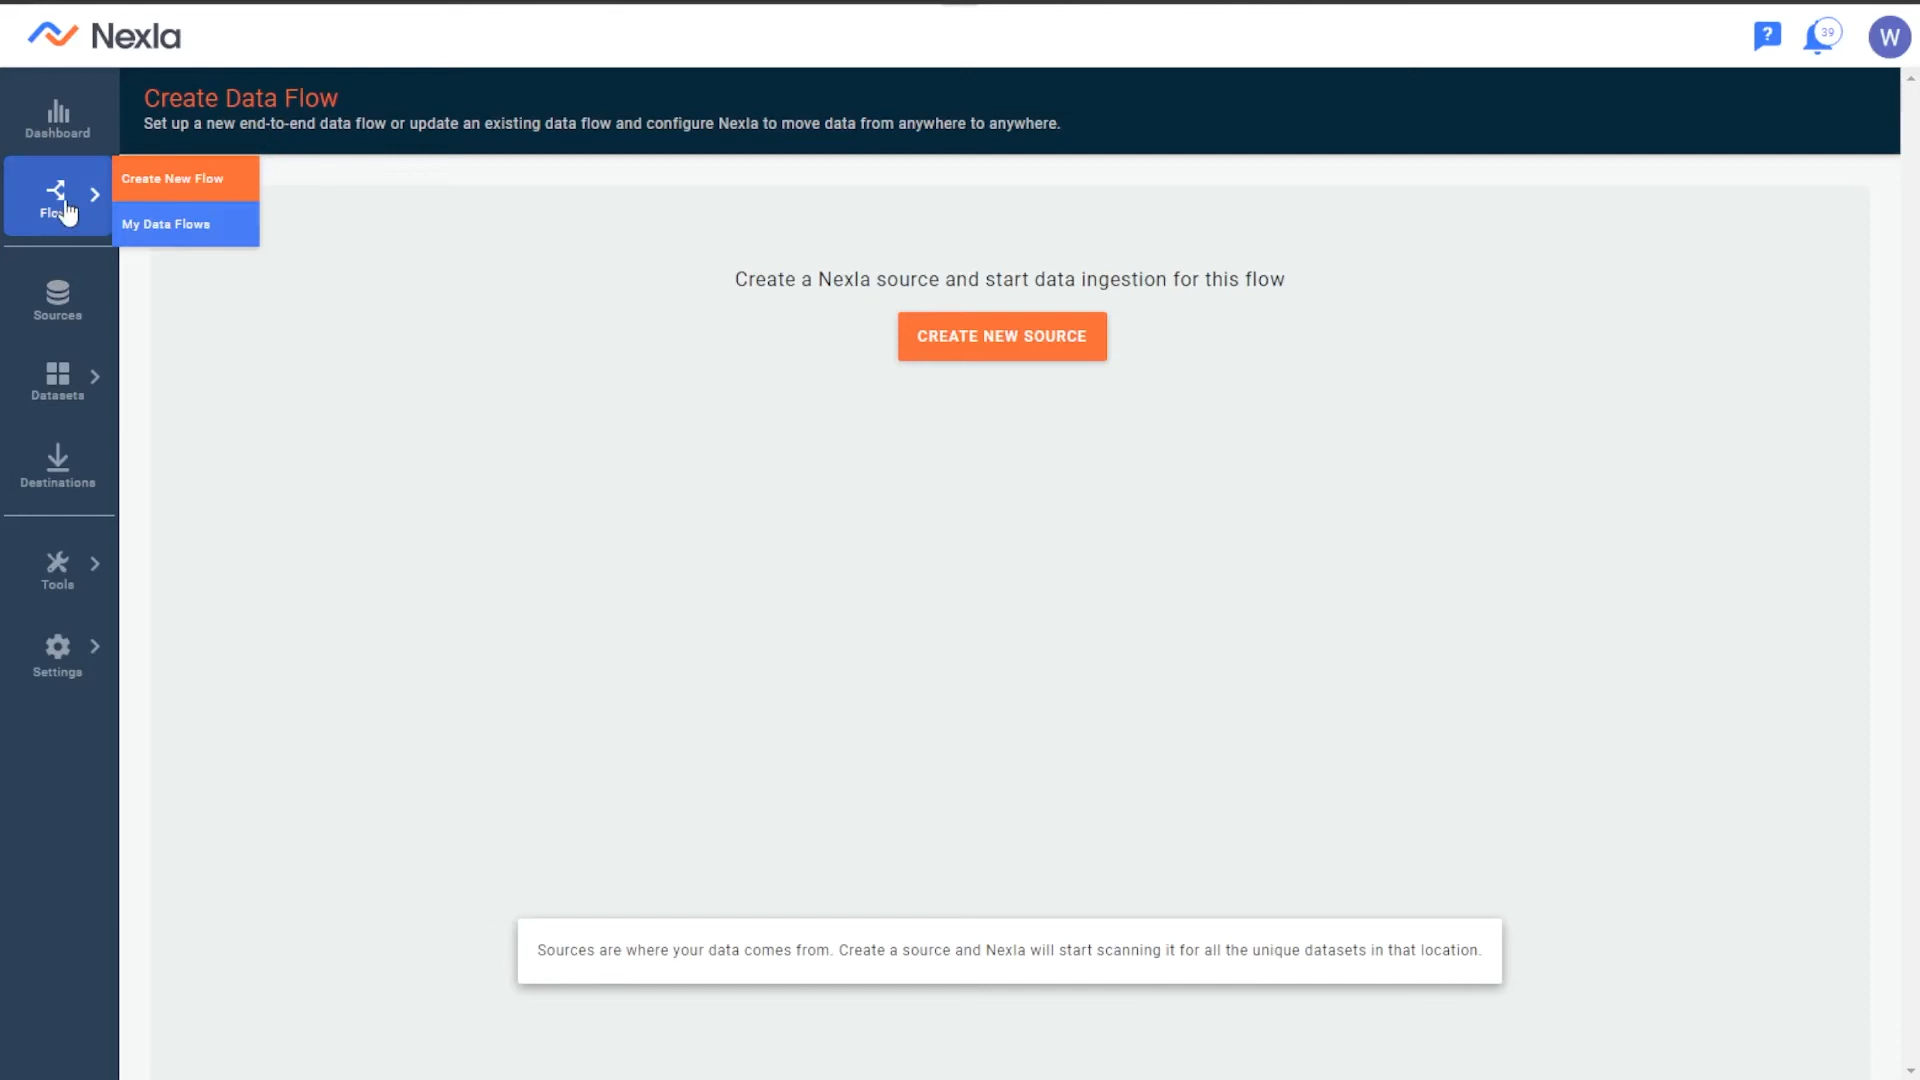 Nexla
?
39
W
Dashboard
Create Data Flow
Set up a new end-to-end data flow or update an existing data flow and configure Nexla to move data from anywhere to anywhere.
Create New Flow
My Data Flows
Sources
Datasets
Destinations
Tools
Settings
Create a Nexla source and start data ingestion for this flow
CREATE NEW SOURCE
Sources are where your data comes from. Create a source and Nexla will start scanning it for all the unique datasets in that location.